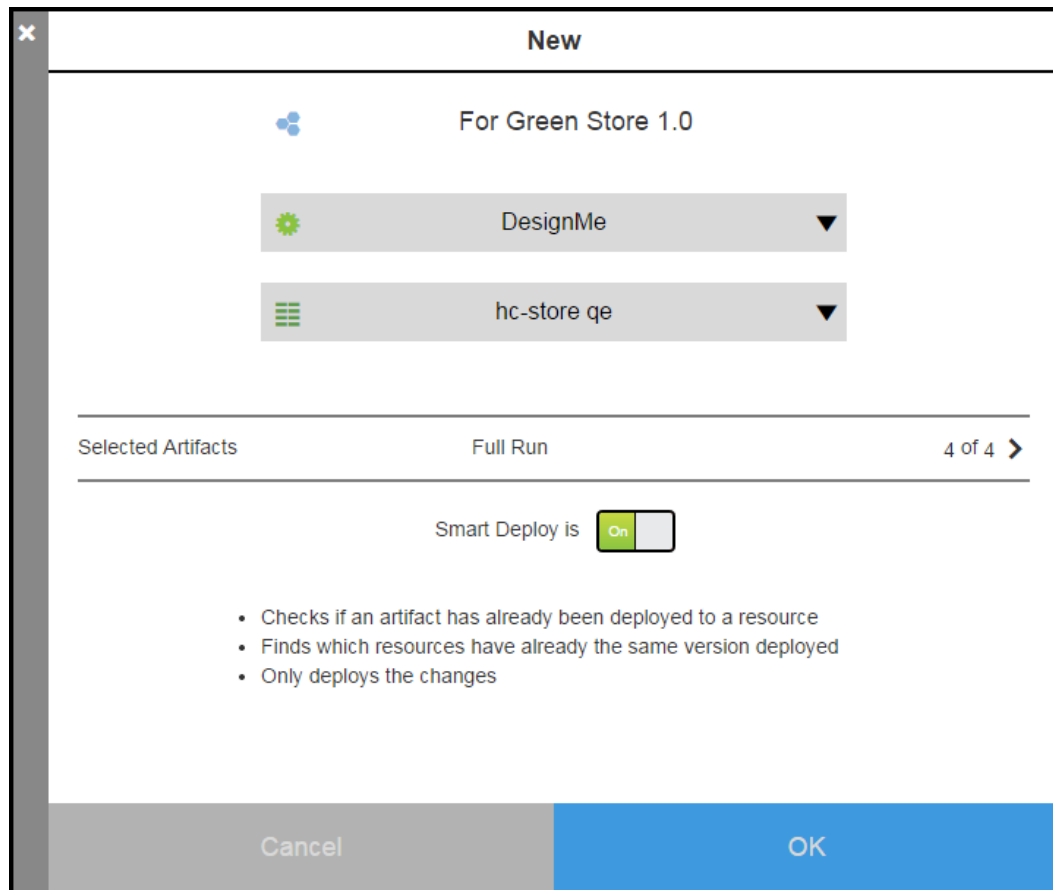 New
For Green Store 1.0
DesignMe
hc-store qe
Selected Artifacts Full Run 4 of 4
Smart Deploy is On
• Checks if an artifact has already been deployed to a resource
• Finds which resources have already the same version deployed
• Only deploys the changes
Cancel OK